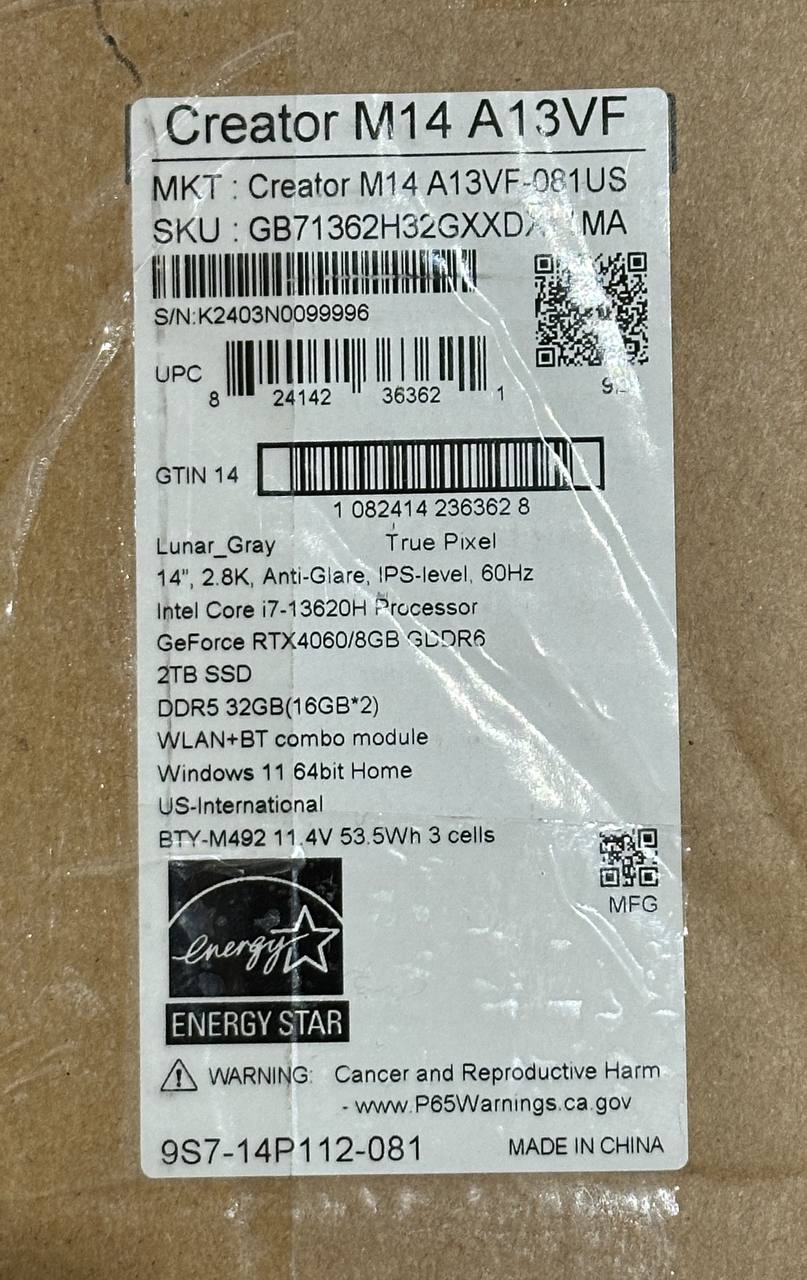 Creator M14 A13VF
MKT : Creator M14 A13VF-081US
SKU : MA
S/N:K2403N0099996
UPC
8 24142 36362 1
GTIN 14
1 082414 236362 8
Lunar_Gray True Pixel
14", 2.8K, Anti-Glare, IPS-level, 60Hz
Intel Core i7-13620H Processor
GeForce RTX4060/8GB GDDR6
2TB SSD
DDR5 32GB(16GB*2)
WLAN+BT combo module
Windows 11 64bit Home
US-International
BTY-M492 11.4V 53.5Wh 3 cells
MFG
energy
ENERGY STAR
WARNING: Cancer and Reproductive Harm
- www.P65Warnings.ca.gov
9S7-14P112-081 MADE IN CHINA